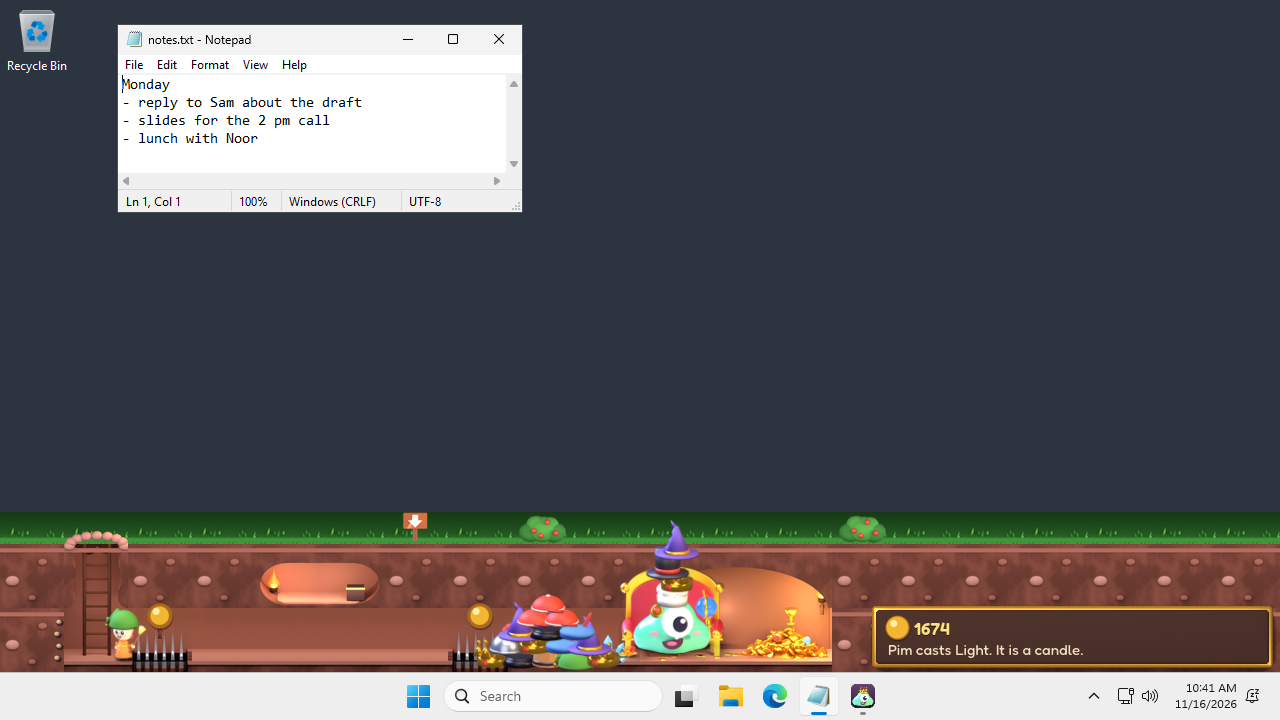 Recycle Bin
notes.txt - Notepad
File Edit Format View Help
Monday
- reply to Sam about the draft
- slides for the 2 pm call
- lunch with Noor
Ln 1, Col 1 100% Windows (CRLF) UTF-8
1674
Pim casts Light. It is a candle.
Search
10:41 AM
11/16/2026